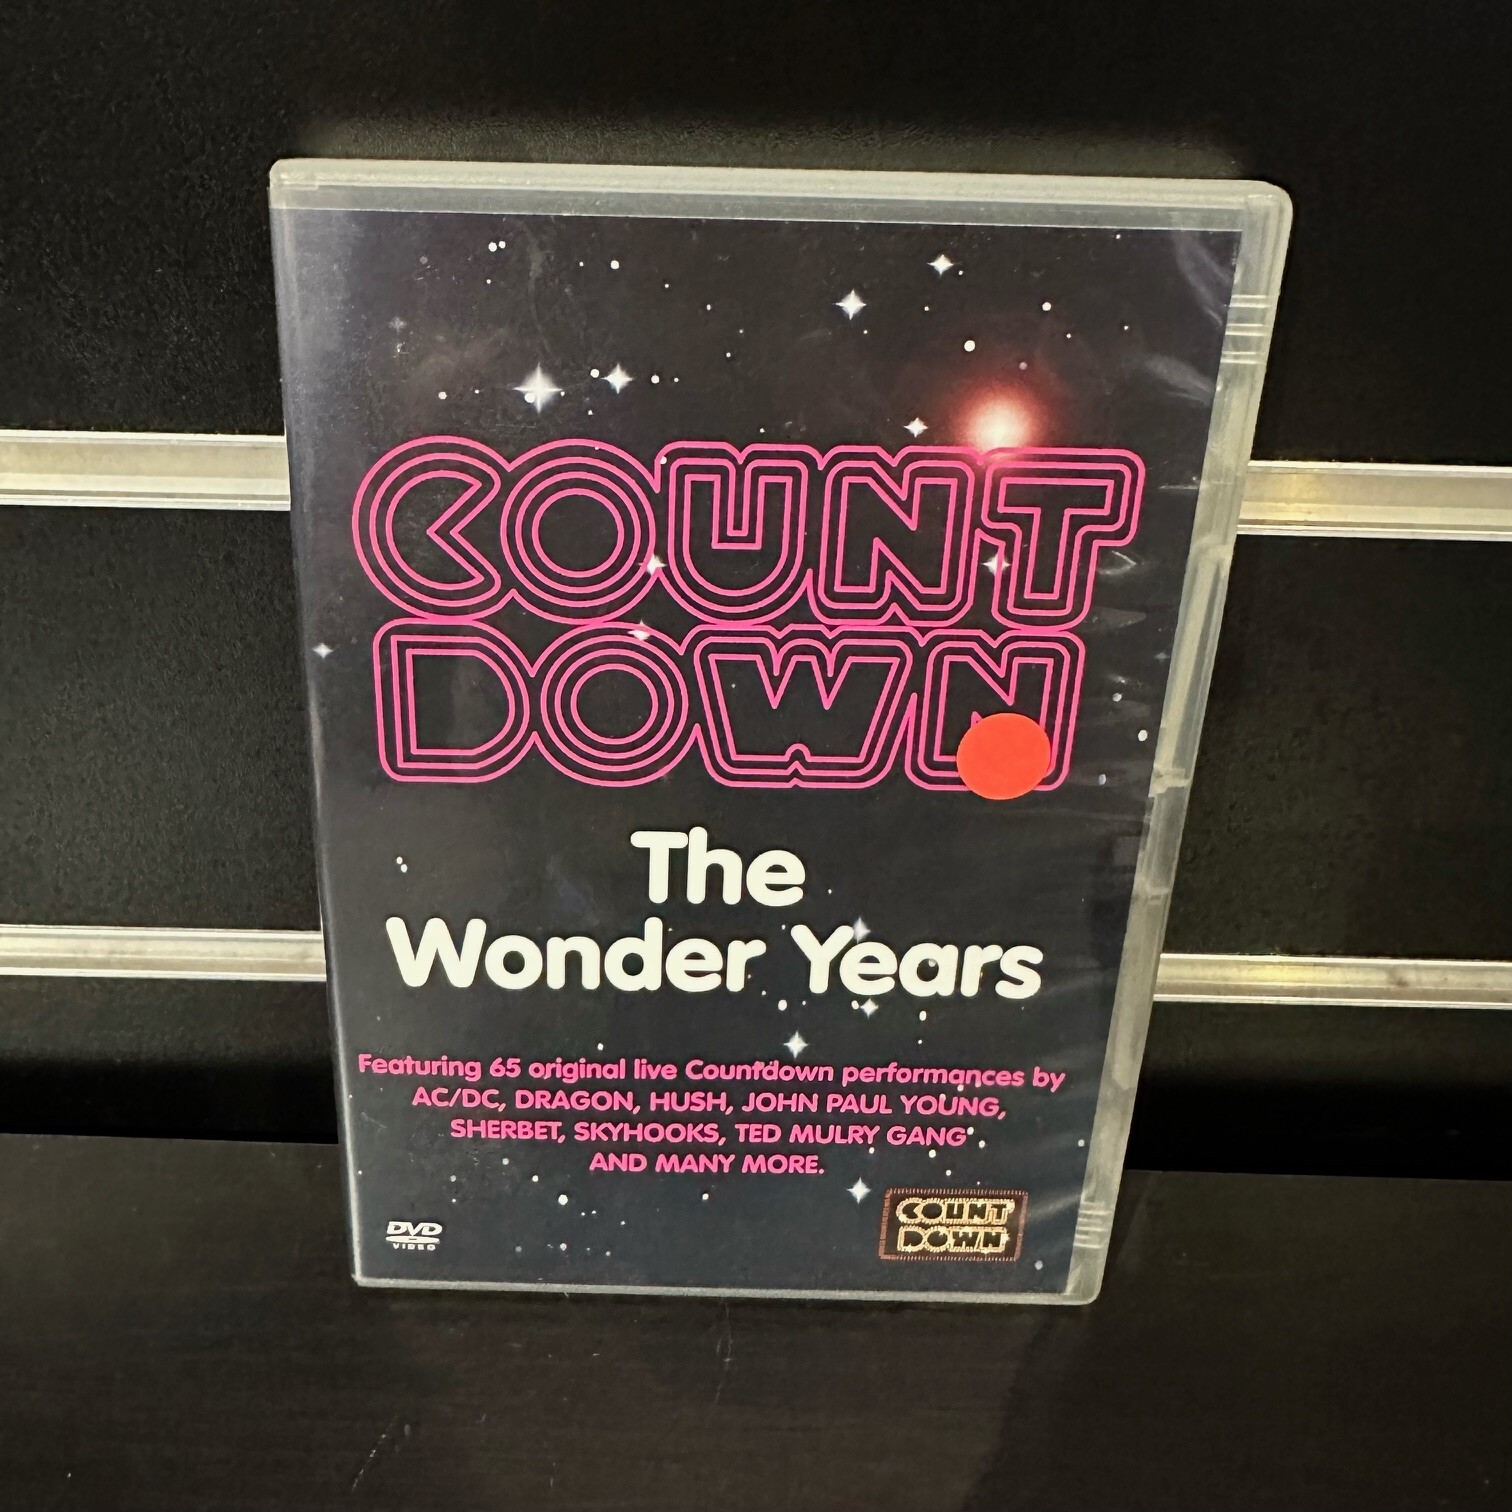 COUNT
DOWN
The
Wonder Years
Featuring 65 original live Countdown performances by
AC/DC, DRAGON, HUSH, JOHN PAUL YOUNG,
SHERBET, SKYHOOKS, TED MULRY GANG
AND MANY MORE.
DVD
VIDEO
COUNT
DOWN